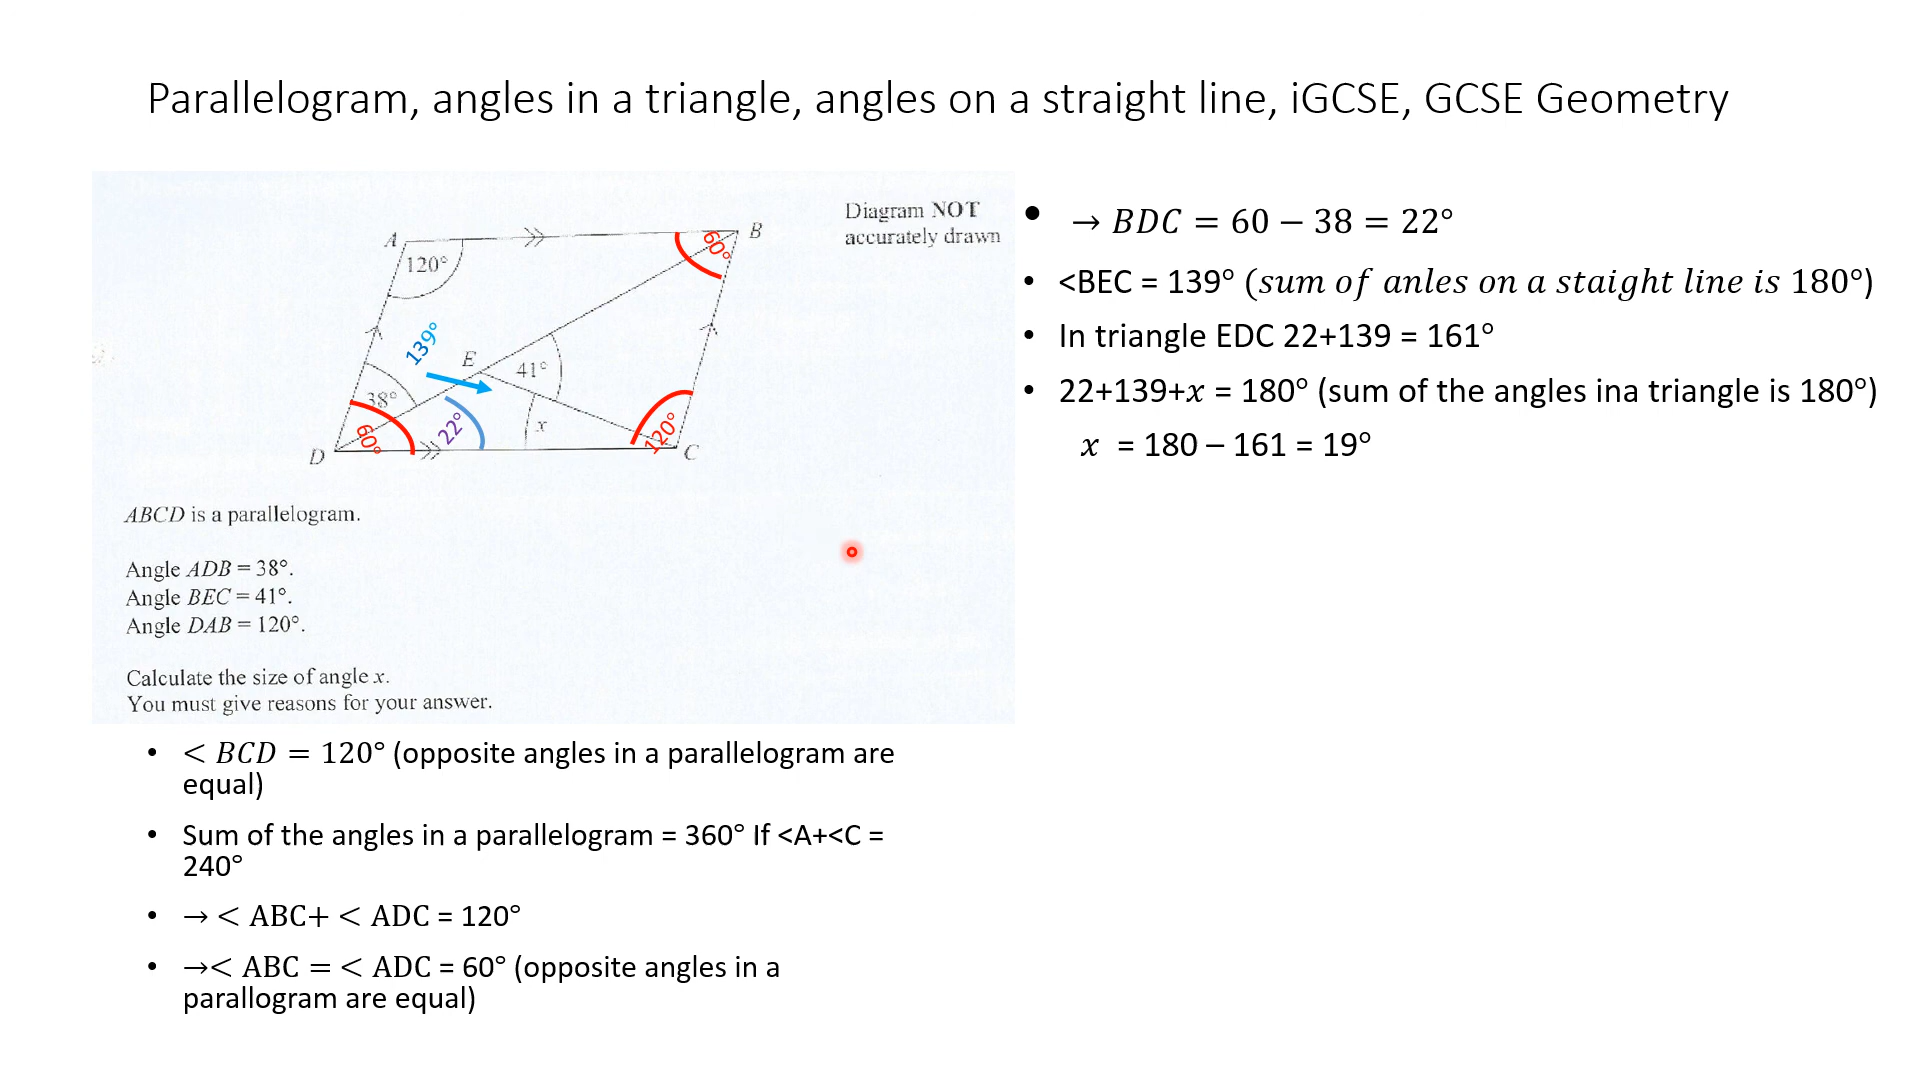 Parallelogram, angles in a triangle, angles on a straight line, iGCSE, GCSE Geometry
Diagram NOT
accurately drawn
A
B
120°
60°
139°
E
41°
38°
60°
22°
x
120°
D
C
ABCD is a parallelogram.
Angle ADB = 38°.
Angle BEC = 41°.
Angle DAB = 120°.
Calculate the size of angle x.
You must give reasons for your answer.
• < BCD = 120° (opposite angles in a parallelogram are
equal)
• Sum of the angles in a parallelogram = 360° If <A+<C =
240°
• → < ABC+ < ADC = 120°
• →< ABC = < ADC = 60° (opposite angles in a
parallogram are equal)
• → BDC = 60 − 38 = 22°
• <BEC = 139° (sum of anles on a staight line is 180°)
• In triangle EDC 22+139 = 161°
• 22+139+x = 180° (sum of the angles ina triangle is 180°)
x = 180 – 161 = 19°